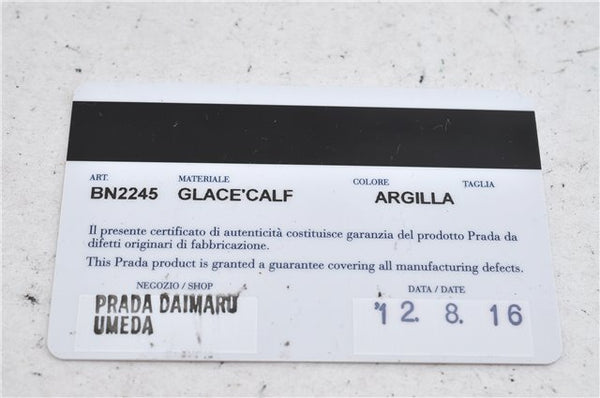 ART. MATERIALE COLORE TAGLIA
BN2245 GLACE'CALF ARGILLA
Il presente certificato di autenticità costituisce garanzia del prodotto Prada da
difetti originari di fabbricazione.
This Prada product is granted a guarantee covering all manufacturing defects.
NEGOZIO / SHOP DATA / DATE
PRADA DAIMARU
UMEDA
'12. 8. 16